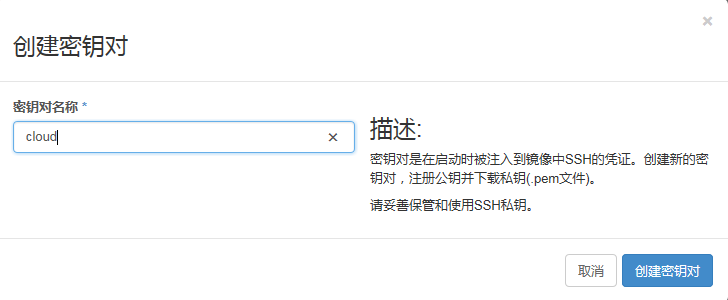 ×
创建密钥对
密钥对名称 *
cloud
描述:
密钥对是在启动时被注入到镜像中SSH的凭证。创建新的密
钥对，注册公钥并下载私钥(.pem文件)。
请妥善保管和使用SSH私钥。
取消
创建密钥对